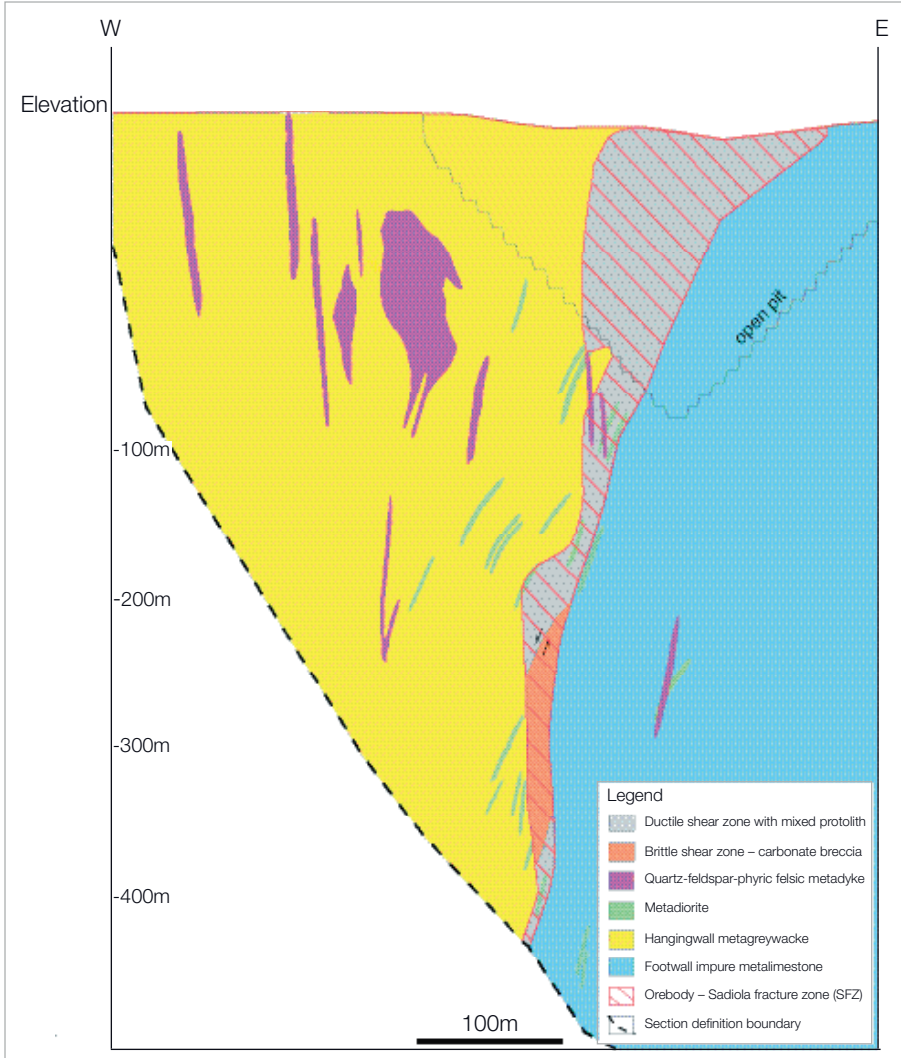 W
E
Elevation
open pit
-100m
-200m
-300m
-400m
100m
Legend
Ductile shear zone with mixed protolith
Brittle shear zone – carbonate breccia
Quartz-feldspar-phyric felsic metadyke
Metadiorite
Hangingwall metagreywacke
Footwall impure metalimestone
Orebody – Sadiola fracture zone (SFZ)
Section definition boundary